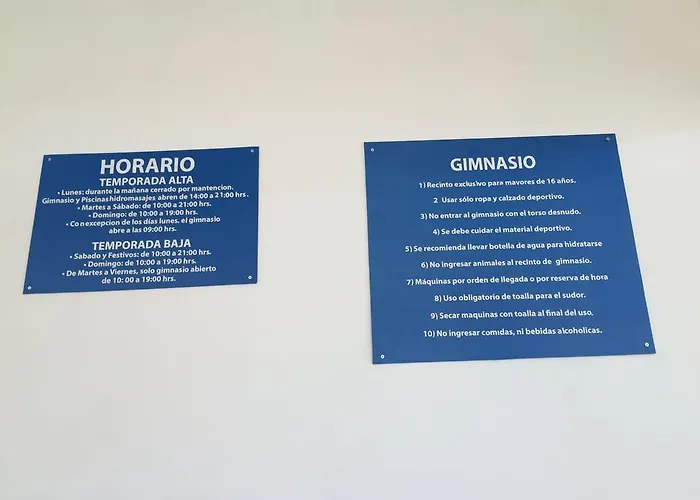 HORARIO
TEMPORADA ALTA
• Lunes: durante la mañana cerrado por mantencion.
Gimnasio y Piscinas hidromasajes abren de 14:00 a 21:00 hrs.
• Martes a Sábado: de 10:00 a 21:00 hrs.
• Domingo: de 10:00 a 19:00 hrs.
• Con excepcion de los días lunes. el gimnasio
abre a las 09:00 hrs.
TEMPORADA BAJA
• Sabado y Festivos: de 10:00 a 21:00 hrs.
• Domingo: de 10:00 a 19:00 hrs.
• De Martes a Viernes, solo gimnasio abierto
de 10: 00 a 19:00 hrs.
GIMNASIO
1) Recinto exclusivo para mayores de 16 años.
2 Usar sólo ropa y calzado deportivo.
3) No entrar al gimnasio con el torso desnudo.
4) Se debe cuidar el material deportivo.
5) Se recomienda llevar botella de agua para hidratarse
6) No ingresar animales al recinto de gimnasio.
7) Máquinas por orden de llegada o por reserva de hora
8) Uso obligatorio de toalla para el sudor.
9) Secar maquinas con toalla al final del uso.
10) No ingresar comidas, ni bebidas alcoholicas.